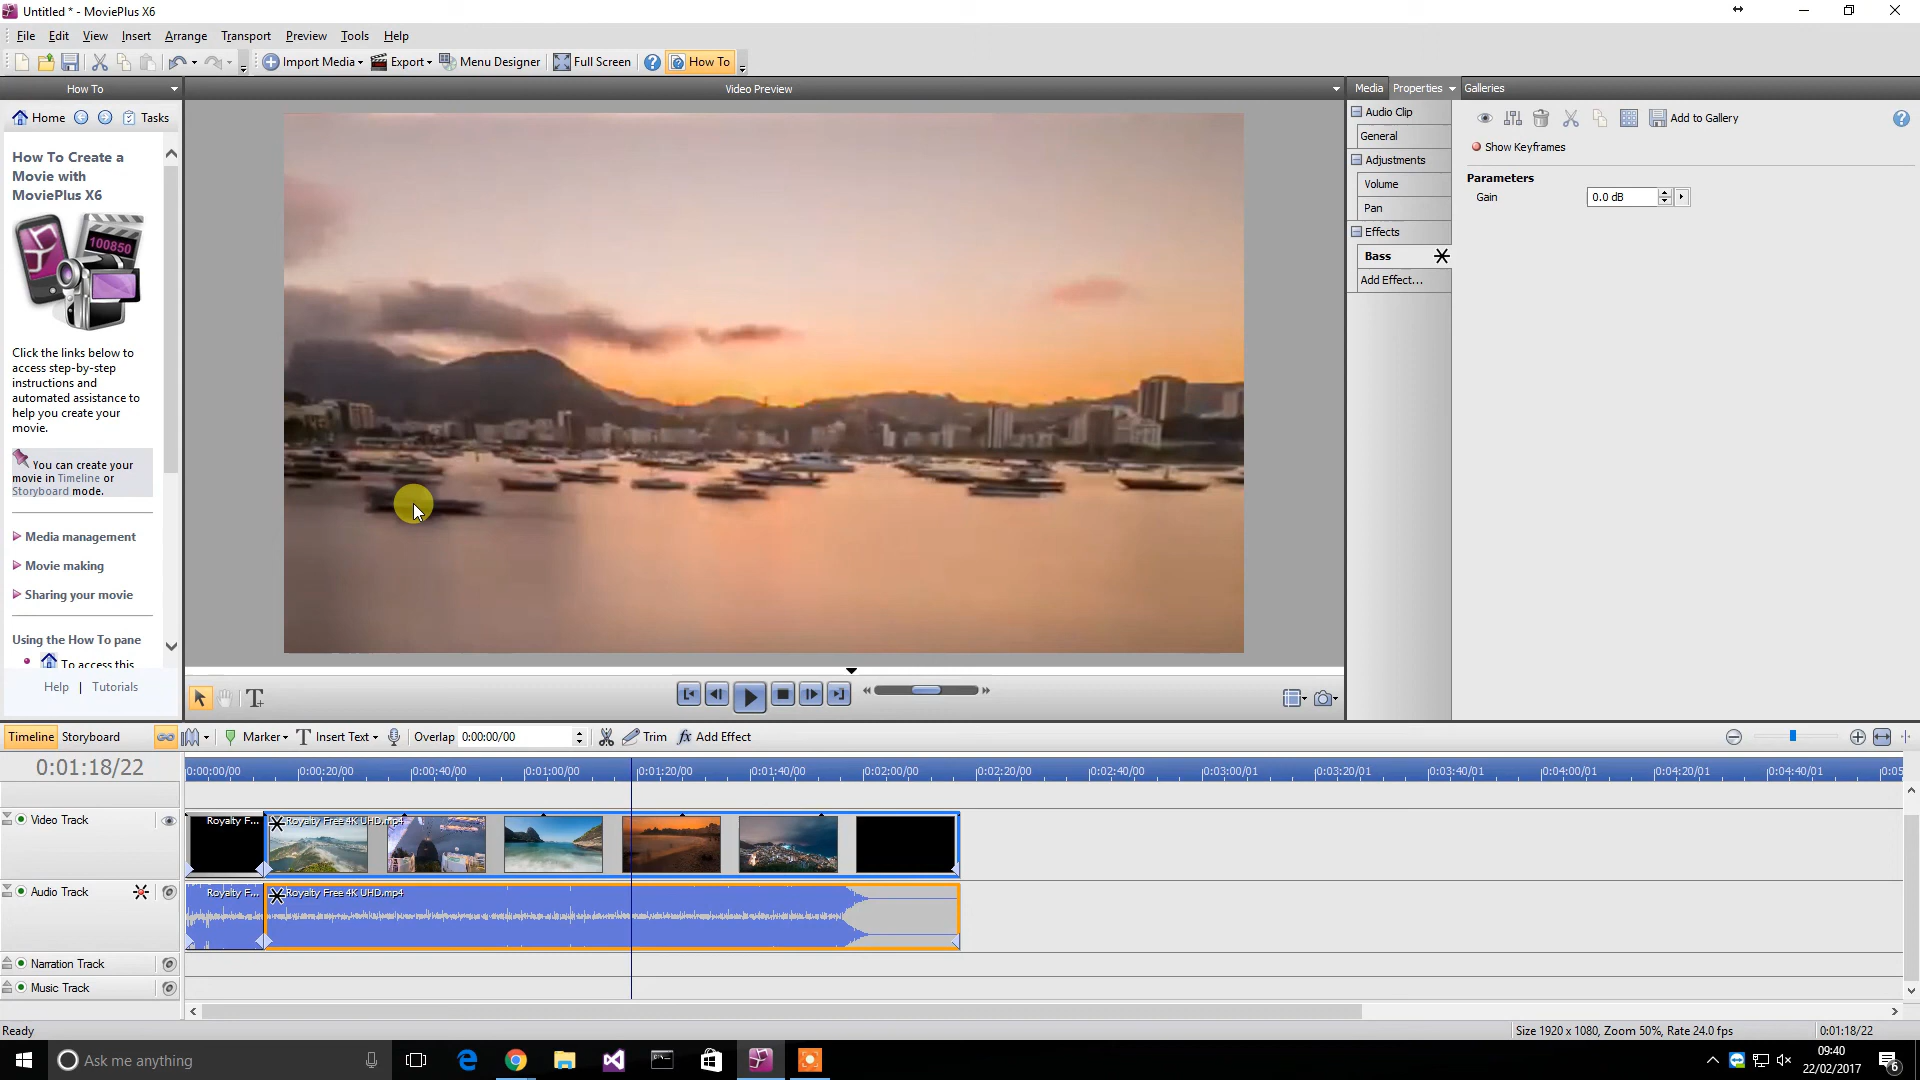 Untitled * - MoviePlus X6
File Edit View Insert Arrange Transport Preview Tools Help
Import Media Export Menu Designer Full Screen How To
How To
Video Preview
Media Properties Galleries
Home Tasks
How To Create a
Movie with
MoviePlus X6
100850
Click the links below to
access step-by-step
instructions and
automated assistance to
help you create your
movie.
You can create your
movie in Timeline or
Storyboard mode.
Media management
Movie making
Sharing your movie
Using the How To pane
To access this
Help | Tutorials
Audio Clip
General
Adjustments
Volume
Pan
Effects
Bass
Add Effect...
Add to Gallery
Show Keyframes
Parameters
Gain 0.0 dB
Timeline Storyboard Marker Insert Text Overlap 0:00:00/00 Trim fx Add Effect
0:01:18/22
0:00:00/00 0:00:20/00 0:00:40/00 0:01:00/00 0:01:20/00 0:01:40/00 0:02:00/00 0:02:20/00 0:02:40/00 0:03:00/01 0:03:20/01 0:03:40/01 0:04:00/01 0:04:20/01 0:04:40/01 0:05
Video Track Royalty F... Royalty Free 4K UHD.mp4
Audio Track Royalty F... Royalty Free 4K UHD.mp4
Narration Track
Music Track
Ready Size 1920 x 1080, Zoom 50%, Rate 24.0 fps 0:01:18/22
Ask me anything
09:40
22/02/2017
6